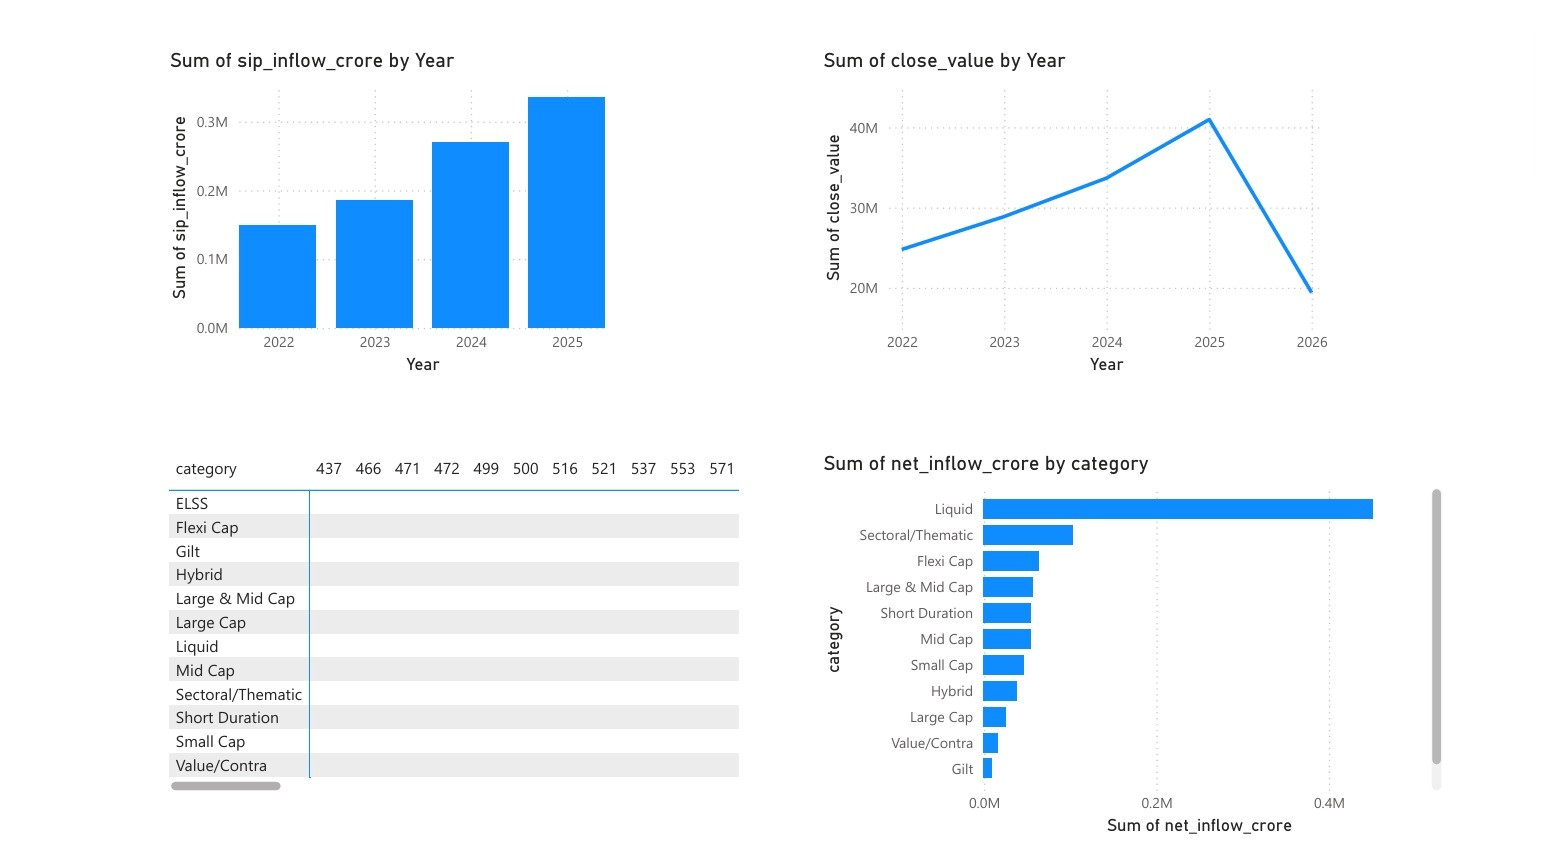 Sum of sip_inflow_crore by Year
Sum of sip_inflow_crore
0.3M
0.2M
0.1M
0.0M
2022 2023 2024 2025
Year
Sum of close_value by Year
Sum of close_value
40M
30M
20M
2022 2023 2024 2025 2026
Year
category 437 466 471 472 499 500 516 521 537 553 571
ELSS
Flexi Cap
Gilt
Hybrid
Large & Mid Cap
Large Cap
Liquid
Mid Cap
Sectoral/Thematic
Short Duration
Small Cap
Value/Contra
Sum of net_inflow_crore by category
category
Liquid
Sectoral/Thematic
Flexi Cap
Large & Mid Cap
Short Duration
Mid Cap
Small Cap
Hybrid
Large Cap
Value/Contra
Gilt
0.0M 0.2M 0.4M
Sum of net_inflow_crore